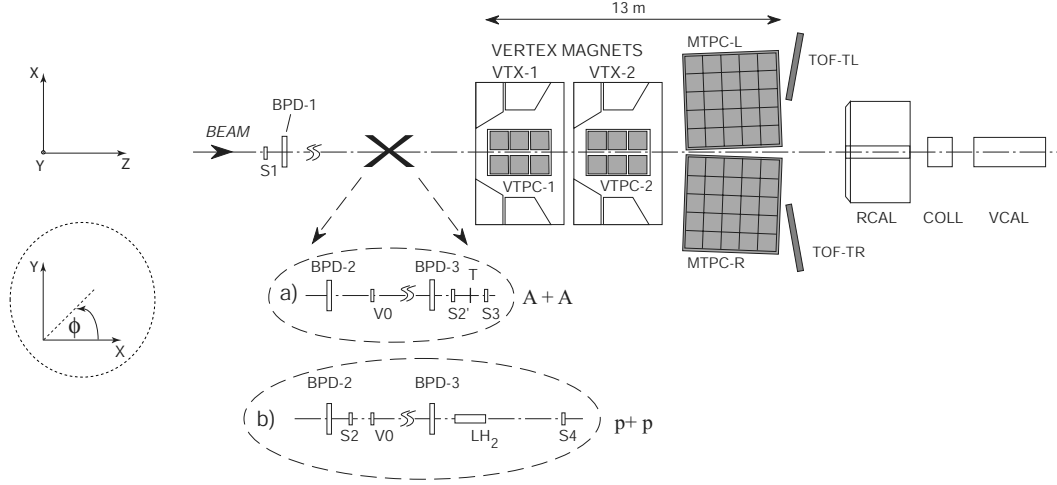 13 m
VERTEX MAGNETS
VTX-1 VTX-2
MTPC-L
TOF-TL
X
Y
Z
BEAM
S1
BPD-1
VTPC-1 VTPC-2
MTPC-R
TOF-TR
RCAL COLL VCAL
Y
X
ϕ
a)
BPD-2 BPD-3 T
V0 S2' S3
A + A
b)
BPD-2 BPD-3
S2 V0 LH2 S4
p+ p